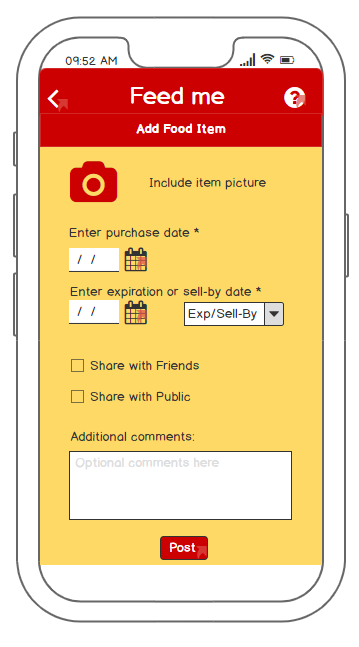 09:52 AM
Feed me
?
Add Food Item
Include item picture
Enter purchase date *
/ /
Enter expiration or sell-by date *
/ / Exp/Sell-By
Share with Friends
Share with Public
Additional comments:
Optional comments here
Post